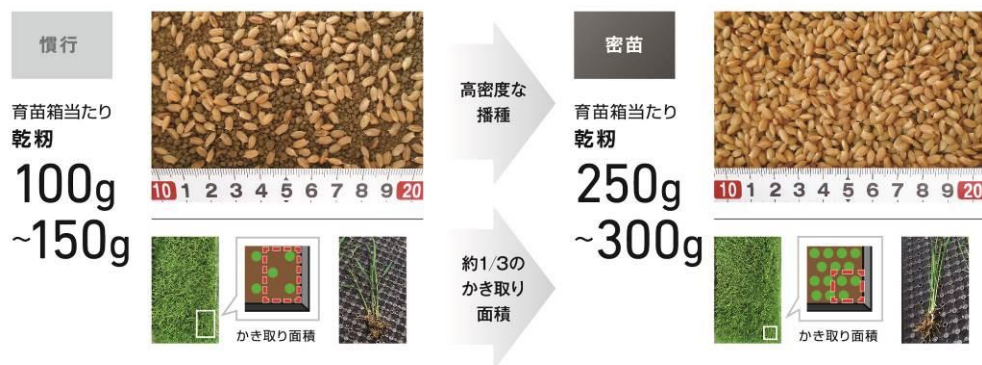 慣行
育苗箱当たり
乾籾
100g
~150g
10 1 2 3 4 5 6 7 8 9 20
かき取り面積
高密度な
播種
約1/3の
かき取り
面積
密苗
育苗箱当たり
乾籾
250g
~300g
10 1 2 3 4 5 6 7 8 9 20
かき取り面積